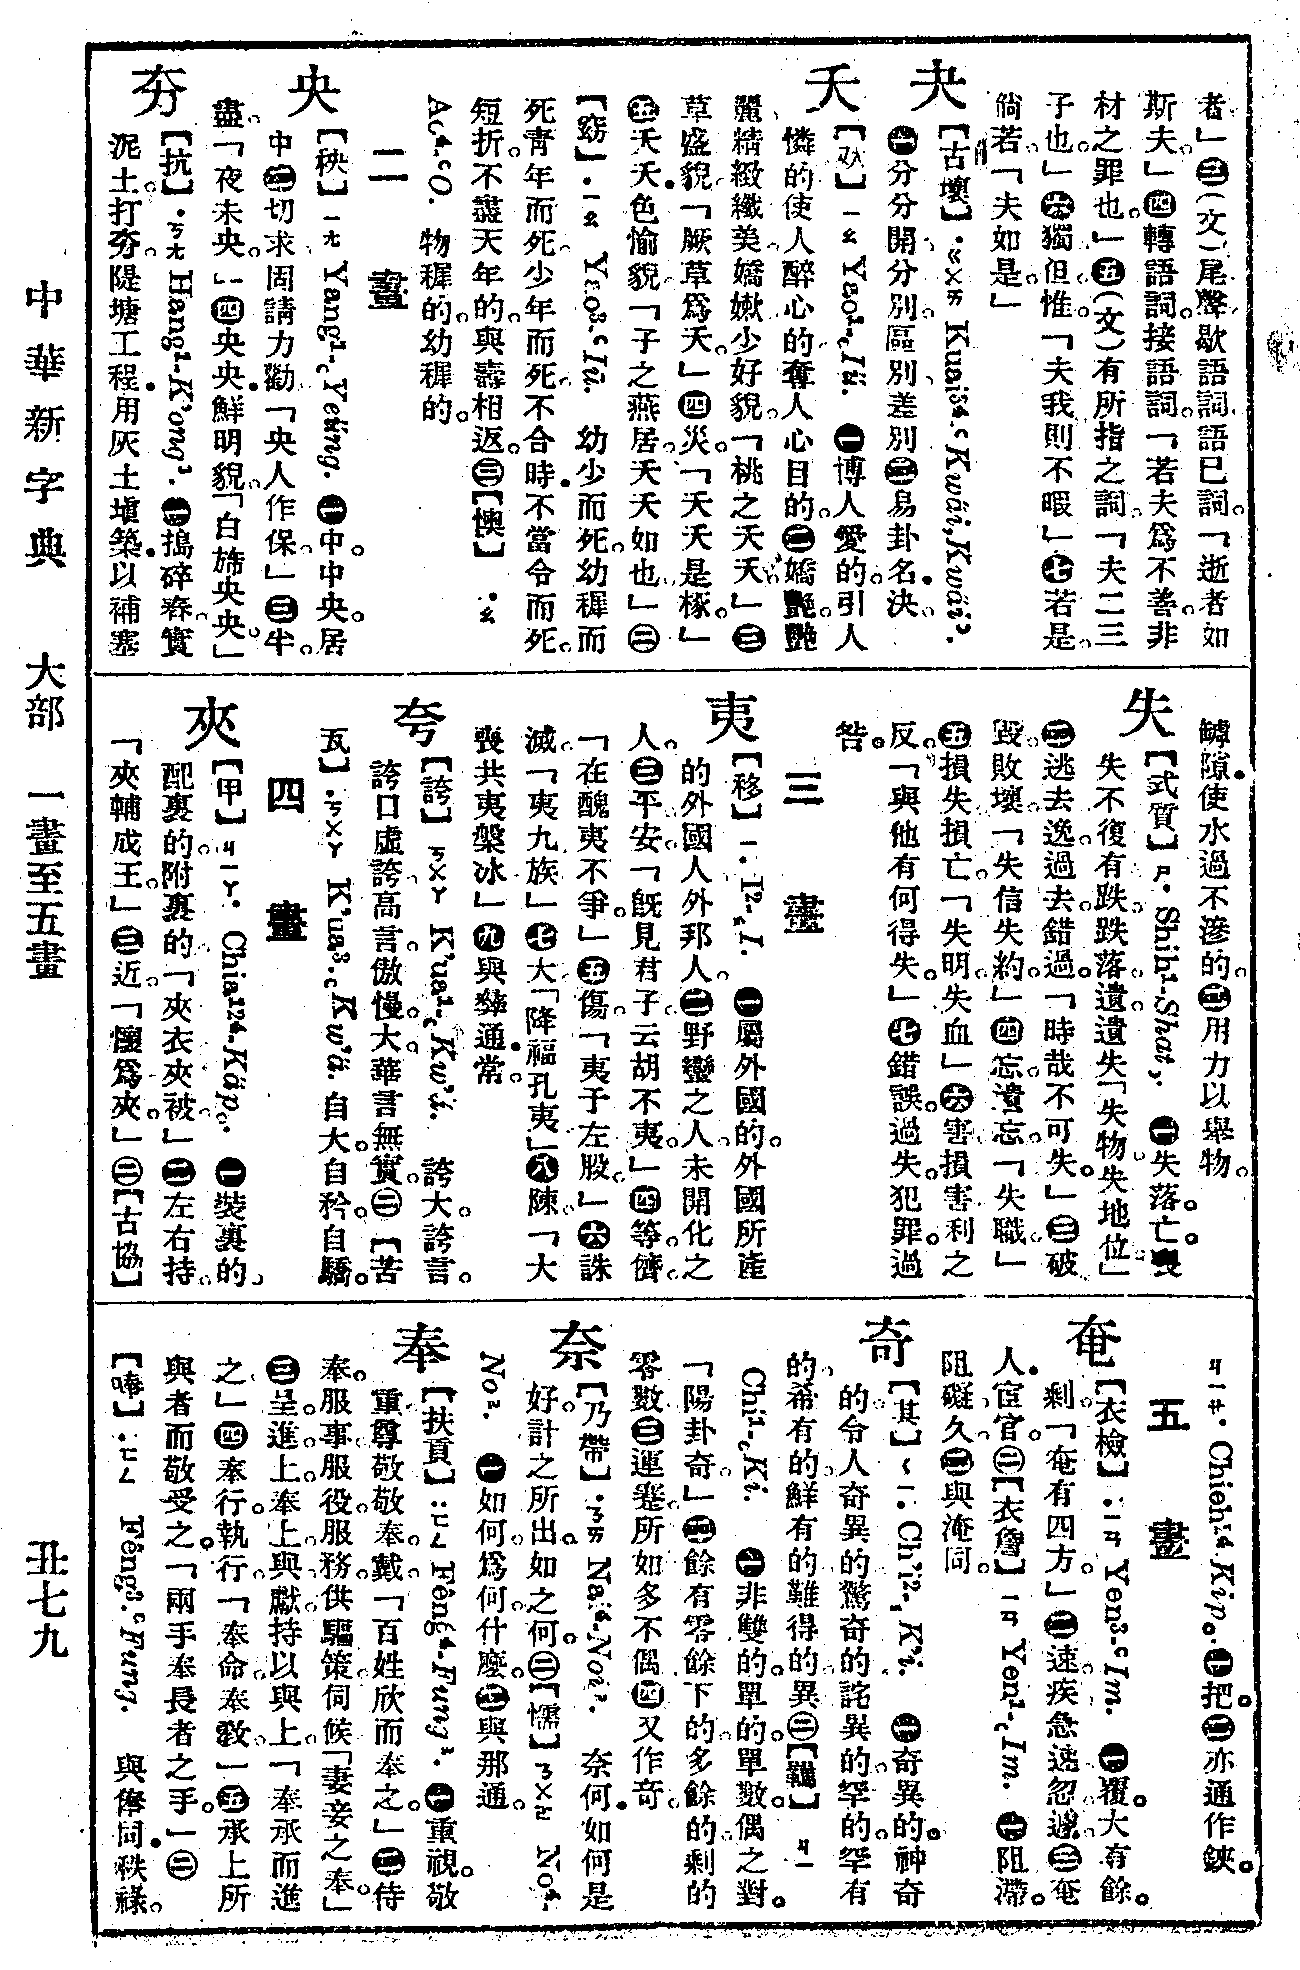 者。」㊂(文)尾聲歇語詞。語已詞。「逝者如
斯夫。」㊃轉語詞。接語詞。「若夫爲不善。非
材之罪也。」㊄(文)有所指之詞。「夫二三
子也。」㊅獨。但。惟。「夫我則不暇」㊆若是。
倘若。「夫如是。」
夬
【古壞】·ㄍㄨㄞ Kuai³⁴.ᶜKwái, Kwái².
㊀分。分開。分別。區別。差別。㊁易卦名。決。
夭
【㕭】ㄧㄠ Yao¹-꜀Iú. ㊀博人愛的。引人
憐的。使人醉心的。奪人心目的。㊁嬌艷。艷
麗。精緻。纖美。嬌嫩。少好貌。「桃之夭夭」㊂
草盛貌。「厥草爲夭。」㊃災。「夭夭是椓。」
㊄夭夭。色愉貌。「子之燕居。夭夭如也」㊁
【窈】·ㄧㄠ Yao³.ᶜIú. 幼少而死。幼穉而
死。靑年而死。少年而死。不合時。不當令而死。
短折。不盡天年的。與壽相返。㊂【懊】·ㄠ
Ao⁴.ᶜO. 物穉的。幼穉的。
二 畫
央
【秧】ㄧㄤ Yang¹-꜀Yeüng. ㊀中。中央。居
中。㊁切求。固請。力勸。「央人作保。」㊂半。
盡。「夜未央。」㊃央央。鮮明貌。「白旆央央」
夯
【抗】·ㄏㄤ Hang¹-K'ong³. ㊀搗碎。舂實
泥土。打夯。隄塘工程。用灰土塡築。以補塞
罅隙。使水過不滲的。㊁用力以舉物。
失
【式質】ㄕ· Shih¹-Shat꜆. ㊀失落。亡。喪
失。不復有。跌。跌落。遺。遺失。「失物失地位」
㊁逃去。逸。過去。錯過。「時哉不可失。」㊂破
毀。敗壞。「失信失約」㊃忘。遺忘。「失職」
㊄損失。損亡。「失明。失血」㊅害。損害。利之
反。「與他有何得失。」㊆錯誤。過失。犯罪。過
咎。
三 畫
夷
【移】ㄧ· I²-꜁I. ㊀屬外國的。外國所產
的。外國人。外邦人。㊁野蠻之人。未開化之
人。㊂平安。「旣見君子。云胡不夷。」㊃等。儕。
「在醜夷不爭。」㊄傷。「夷于左股。」㊅誅
滅。「夷九族」㊆大。「降福孔夷」㊇陳。「大
喪共夷槃冰」㊈與彝通。常。
夸
【誇】ㄎㄨㄚ K'ua¹-꜀Kw'á. 誇大。誇言。
誇口。虛誇。高言。傲慢。大。華言無實。㊁【苦
瓦】·ㄎㄨㄚ K'ua³.꜂Kw'á. 自大。自矜。自驕。
四 畫
夾
【甲】ㄐㄧㄚ· Chia¹²⁴-Káp꜆. ㊀裝裏的。
配裏的。附裏的。「夾衣夾被」㊁左右持。
「夾輔成王。」㊂近。「懷爲夾。」㊁【古協】
ㄐㄧㄝ· Chieh¹·⁴-Kip꜆. ㊀把。㊁亦通作鋏。
五 畫
奄
【衣檢】:ㄧㄢ Yen³-ᶜIm. ㊀覆。大有餘。
剩。「奄有四方。」㊁速。疾。急速。忽。遽。㊂奄
人。宦官。㊁【衣詹】ㄧㄢ Yen¹-꜀Im. ㊀阻滯。
阻礙。久。㊁與淹同。
奇
【其】ㄑㄧ· Ch'i²-꜁K'i. ㊀奇異的。神奇
的。令人奇異的。驚奇的。詫異的。罕的。罕有
的。希有的。鮮有的。難得的。異。㊁【羈】ㄐㄧ
Chi¹-꜀Ki. ㊀非雙的。單的。單數。偶之對。
「陽卦奇。」㊁餘。有零。餘下的。多餘的。剩的
零數。㊂運蹇。所如多不偶。㊃又作竒。
奈
【乃帶】·ㄋㄞ Nai⁴-Noi². 奈何。如何是
好。計之所出。如之何。㊁【懦】ㄋㄨㄛ No⁴-
No². ㊀如何。爲何。什麼。㊁與那通。
奉
【扶貢】:ㄈㄥ Fêng⁴-Fung². ㊀重視。敬
重。尊敬。敬奉。戴。「百姓欣而奉之。」㊁侍
奉。服事。服役。服務。供驅策。伺候。「妻妾之奉。」
㊂呈。進上。奉上。與。獻。持以與上。「奉承而進
之」㊃奉行。執行。「奉命。奉敎。」㊄承上所
與者而敬受之。「兩手奉長者之手。」㊁
【唪】:ㄈㄥ Fêng³.ᶜFung. 與俸同。秩祿。
中華新字典 大部 一畫至五畫 丑七九